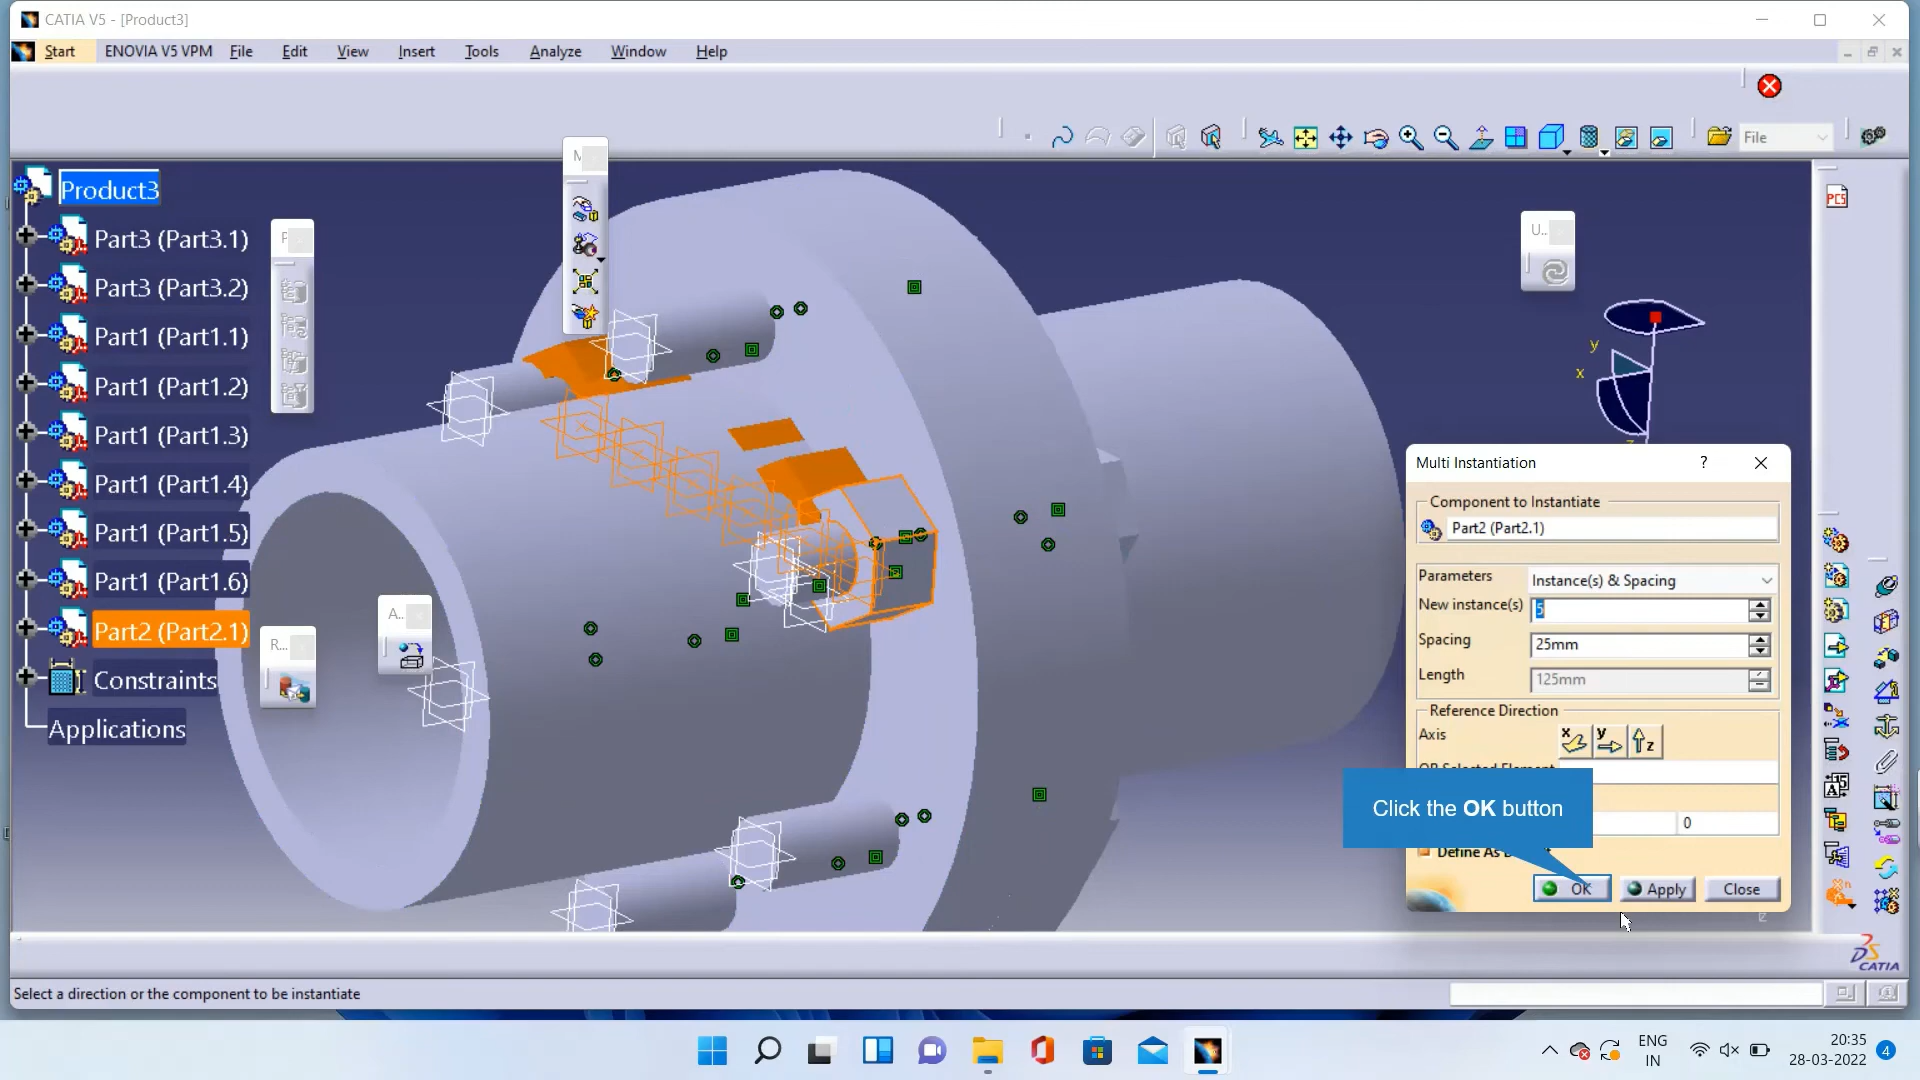 CATIA V5 - [Product3]
Start
ENOVIA V5 VPM
File
Edit
View
Insert
Tools
Analyze
Window
Help
File
Product3
Part3 (Part3.1)
Part3 (Part3.2)
Part1 (Part1.1)
Part1 (Part1.2)
Part1 (Part1.3)
Part1 (Part1.4)
Part1 (Part1.5)
Part1 (Part1.6)
Part2 (Part2.1)
Constraints
Applications
R...
A...
U...
y
x
PCS
Multi Instantiation
?
Component to Instantiate
Part2 (Part2.1)
Parameters
Instance(s) & Spacing
New instance(s)
5
Spacing
25mm
Length
125mm
Reference Direction
Axis
x
y
z
0
Click the OK button
OK
Apply
Close
CATIA
Select a direction or the component to be instantiate
ENG
IN
20:35
28-03-2022
4